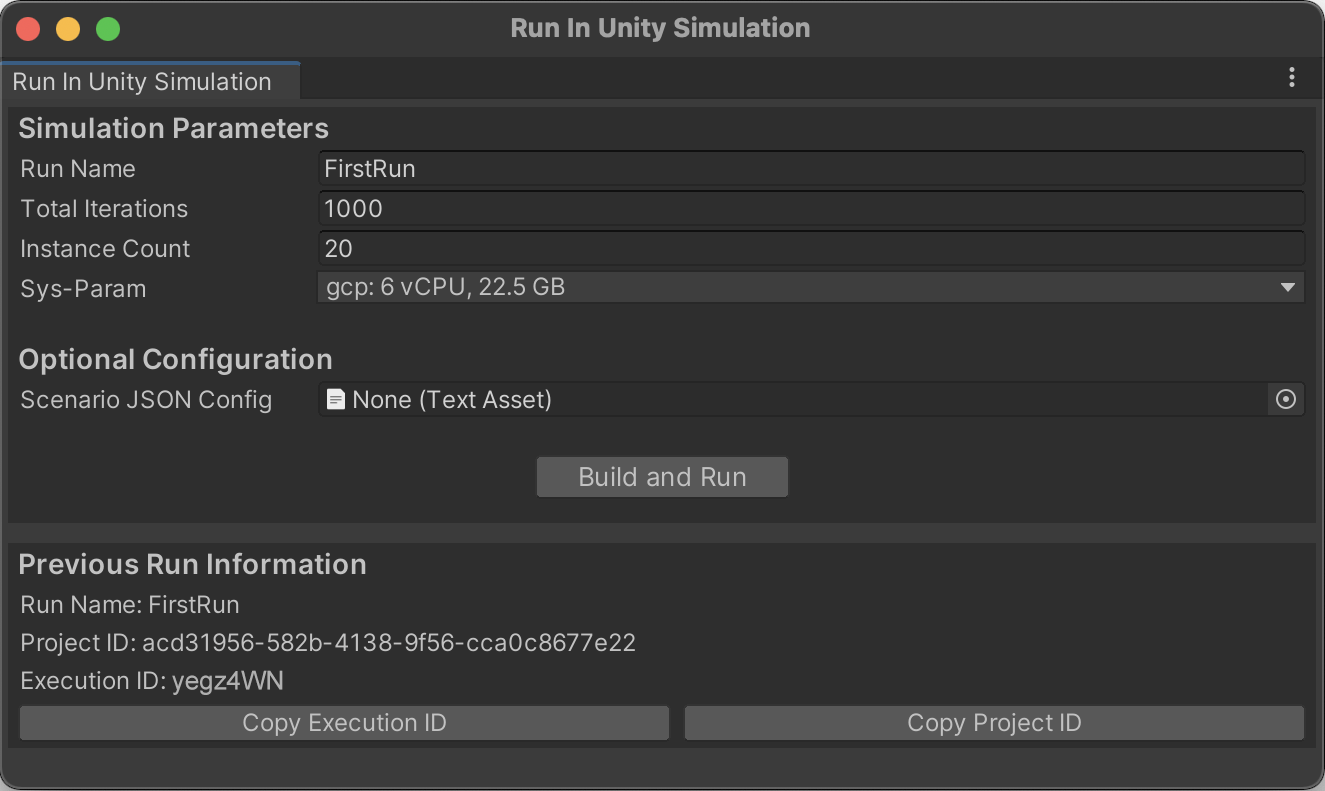 Run In Unity Simulation
Run In Unity Simulation
Simulation Parameters
Run Name FirstRun
Total Iterations 1000
Instance Count 20
Sys-Param gcp: 6 vCPU, 22.5 GB
Optional Configuration
Scenario JSON Config None (Text Asset)
Build and Run
Previous Run Information
Run Name: FirstRun
Project ID: acd31956-582b-4138-9f56-cca0c8677e22
Execution ID: yegz4WN
Copy Execution ID Copy Project ID